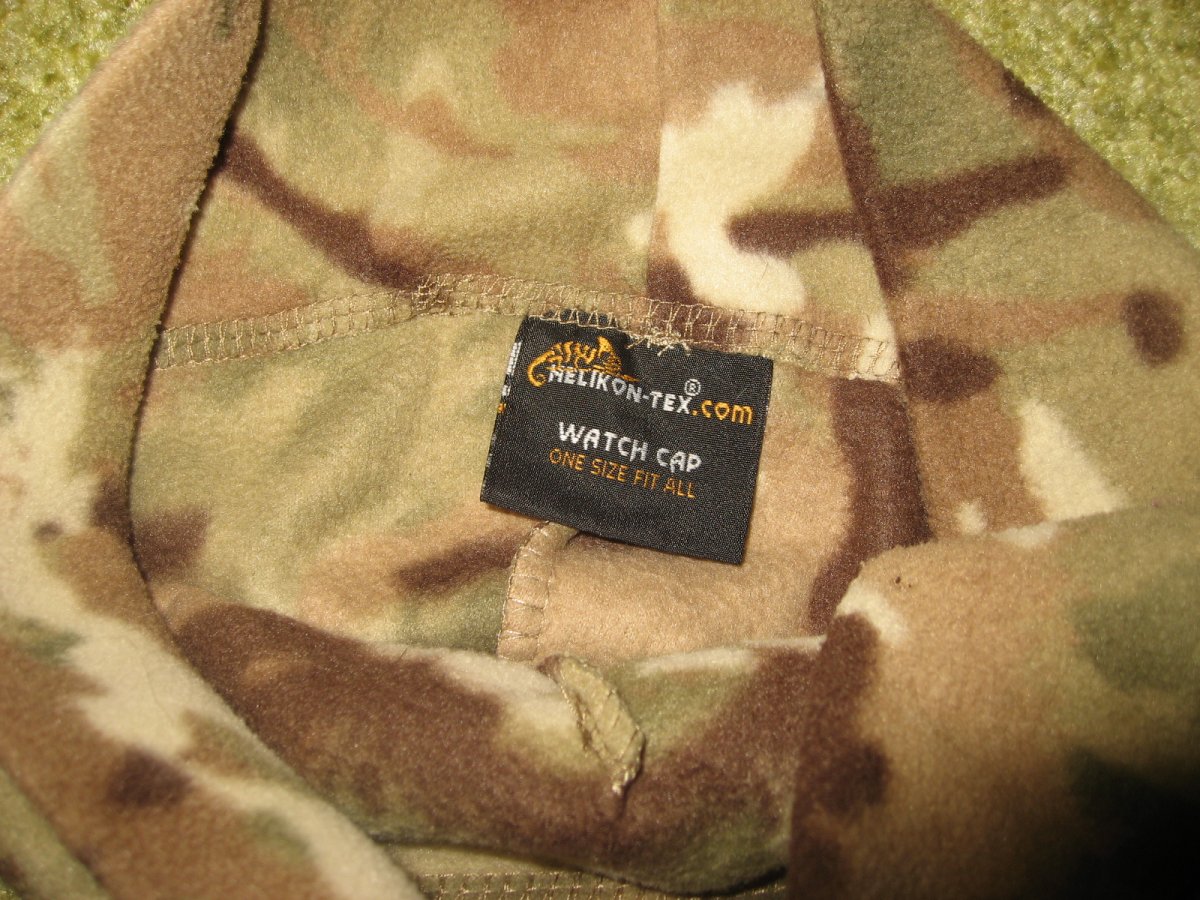 HELIKON-TEX®.com
WATCH CAP
ONE SIZE FIT ALL